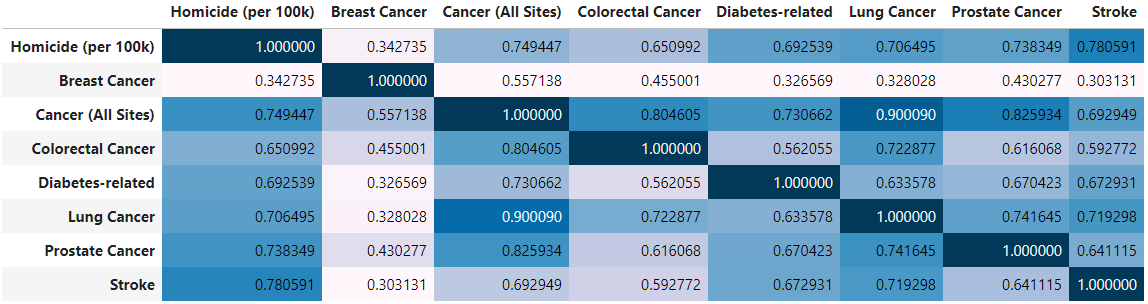 Homicide (per 100k) Breast Cancer Cancer (All Sites) Colorectal Cancer Diabetes-related Lung Cancer Prostate Cancer Stroke
Homicide (per 100k) 1.000000 0.342735 0.749447 0.650992 0.692539 0.706495 0.738349 0.780591
Breast Cancer 0.342735 1.000000 0.557138 0.455001 0.326569 0.328028 0.430277 0.303131
Cancer (All Sites) 0.749447 0.557138 1.000000 0.804605 0.730662 0.900090 0.825934 0.692949
Colorectal Cancer 0.650992 0.455001 0.804605 1.000000 0.562055 0.722877 0.616068 0.592772
Diabetes-related 0.692539 0.326569 0.730662 0.562055 1.000000 0.633578 0.670423 0.672931
Lung Cancer 0.706495 0.328028 0.900090 0.722877 0.633578 1.000000 0.741645 0.719298
Prostate Cancer 0.738349 0.430277 0.825934 0.616068 0.670423 0.741645 1.000000 0.641115
Stroke 0.780591 0.303131 0.692949 0.592772 0.672931 0.719298 0.641115 1.000000